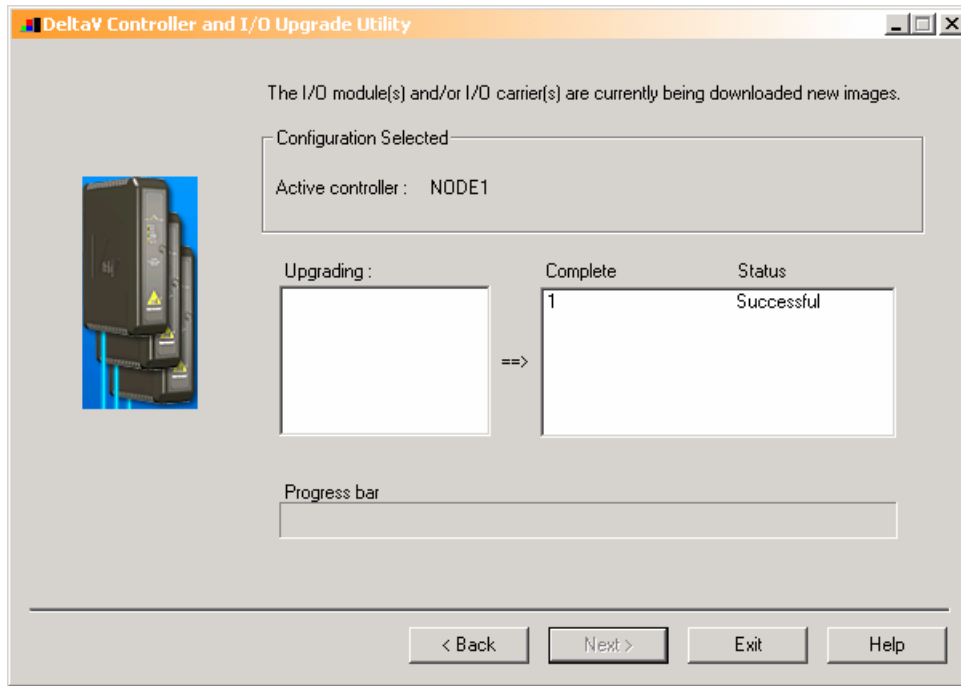 DeltaV Controller and I/O Upgrade Utility
The I/O module(s) and/or I/O carrier(s) are currently being downloaded new images.
Configuration Selected
Active controller : NODE1
Upgrading : Complete Status
1 Successful
==>
Progress bar
< Back Next > Exit Help